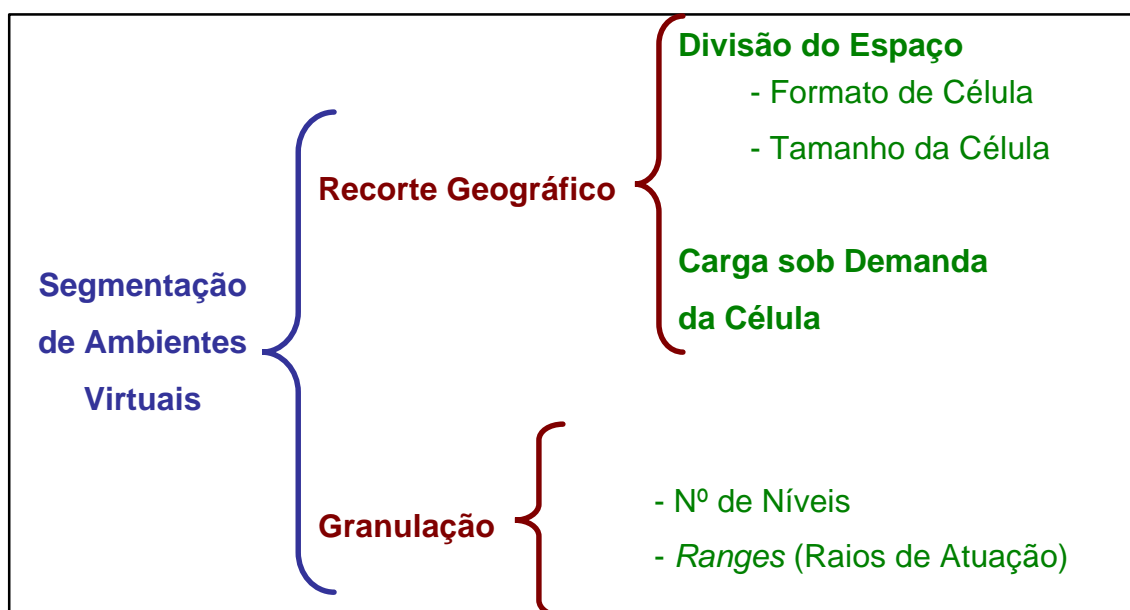 Segmentação
de Ambientes
Virtuais
Recorte Geográfico
Divisão do Espaço
- Formato de Célula
- Tamanho da Célula
Carga sob Demanda
da Célula
Granulação
- Nº de Níveis
- Ranges (Raios de Atuação)